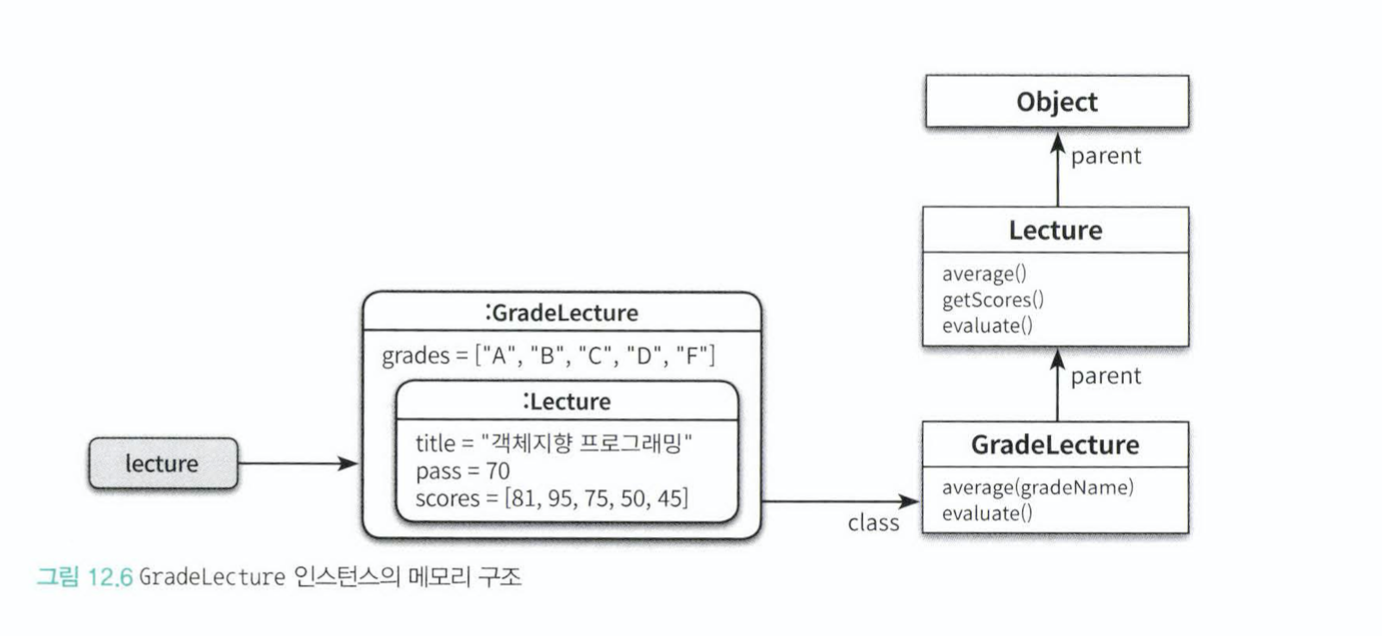 Object
parent
Lecture
average()
getScores()
evaluate()
parent
GradeLecture
average(gradeName)
evaluate()
:GradeLecture
grades = ["A", "B", "C", "D", "F"]
:Lecture
title = "객체지향 프로그래밍"
pass = 70
scores = [81, 95, 75, 50, 45]
lecture
class
그림 12.6 GradeLecture 인스턴스의 메모리 구조